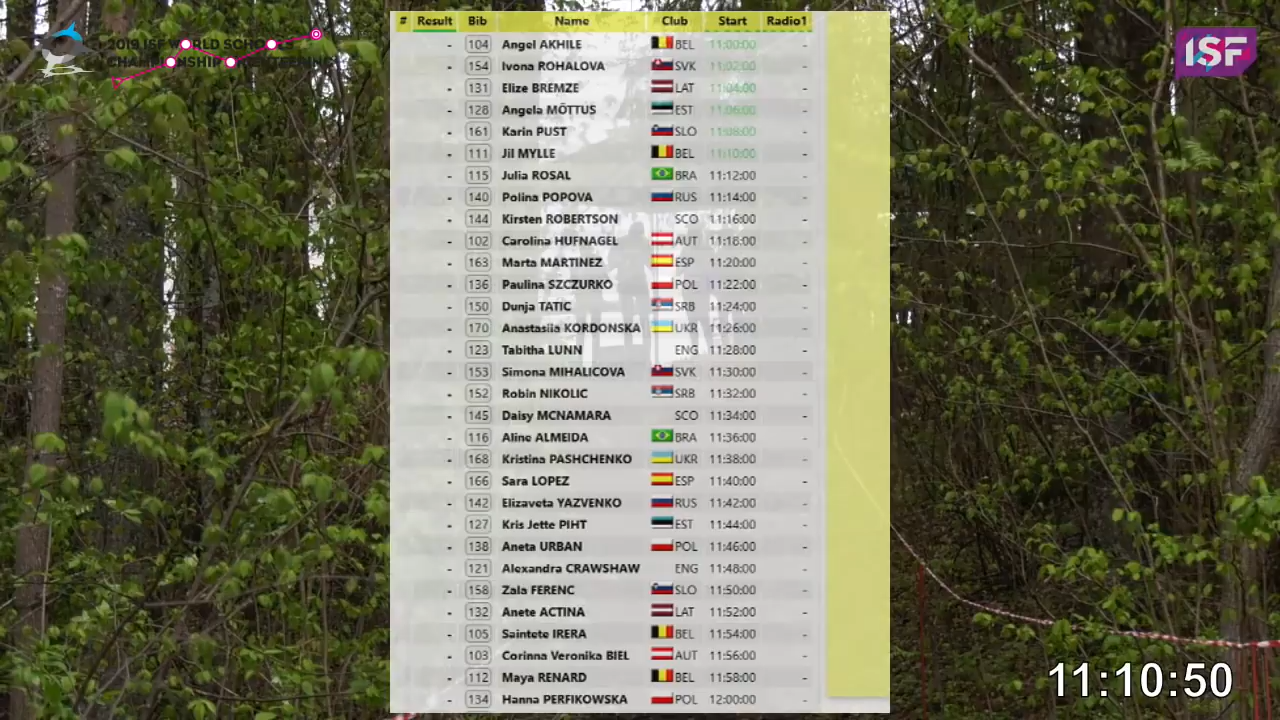 2019 ISF WORLD SCHOOLS
CHAMPIONSHIP ORIENTEERING
ISF
# Result Bib Name Club Start Radio1
- 104 Angel AKHILE BEL 11:00:00 -
- 154 Ivona ROHALOVA SVK 11:02:00 -
- 131 Elize BREMZE LAT 11:04:00 -
- 128 Angela MÕTTUS EST 11:06:00 -
- 161 Karin PUST SLO 11:08:00 -
- 111 Jil MYLLE BEL 11:10:00 -
- 115 Julia ROSAL BRA 11:12:00 -
- 140 Polina POPOVA RUS 11:14:00 -
- 144 Kirsten ROBERTSON SCO 11:16:00 -
- 102 Carolina HUFNAGEL AUT 11:18:00 -
- 163 Marta MARTINEZ ESP 11:20:00 -
- 136 Paulina SZCZURKO POL 11:22:00 -
- 150 Dunja TATIC SRB 11:24:00 -
- 170 Anastasiia KORDONSKA UKR 11:26:00 -
- 123 Tabitha LUNN ENG 11:28:00 -
- 153 Simona MIHALICOVA SVK 11:30:00 -
- 152 Robin NIKOLIC SRB 11:32:00 -
- 145 Daisy MCNAMARA SCO 11:34:00 -
- 116 Aline ALMEIDA BRA 11:36:00 -
- 168 Kristina PASHCHENKO UKR 11:38:00 -
- 166 Sara LOPEZ ESP 11:40:00 -
- 142 Elizaveta YAZVENKO RUS 11:42:00 -
- 127 Kris Jette PIHT EST 11:44:00 -
- 138 Aneta URBAN POL 11:46:00 -
- 121 Alexandra CRAWSHAW ENG 11:48:00 -
- 158 Zala FERENC SLO 11:50:00 -
- 132 Anete ACTINA LAT 11:52:00 -
- 105 Saintete IRERA BEL 11:54:00 -
- 103 Corinna Veronika BIEL AUT 11:56:00 -
- 112 Maya RENARD BEL 11:58:00 -
- 134 Hanna PERFIKOWSKA POL 12:00:00 -
11:10:50